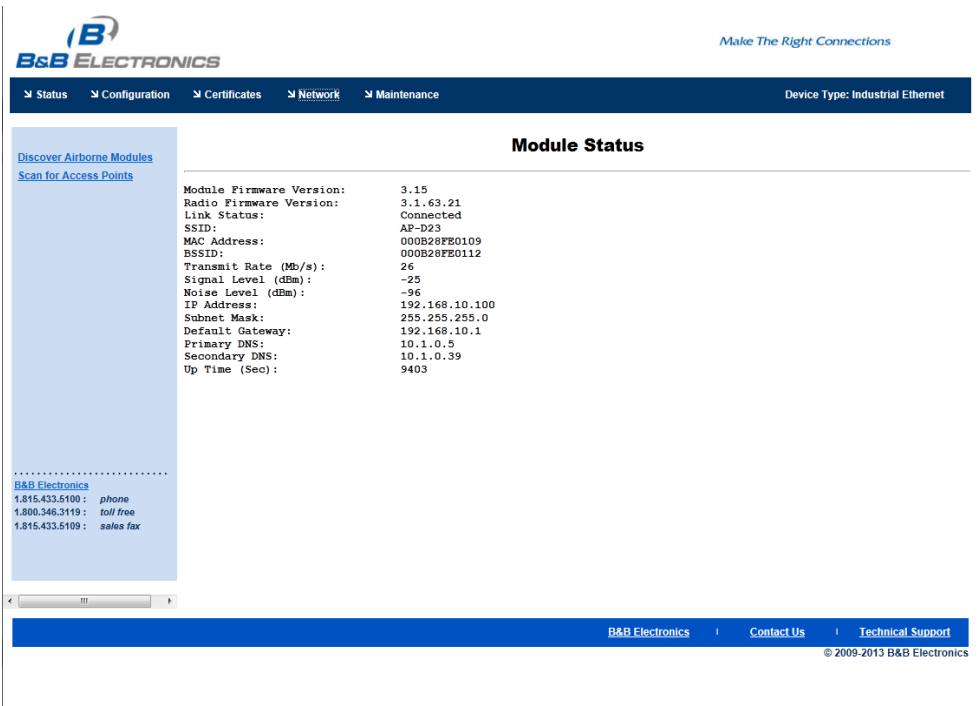 B
B&B ELECTRONICS
Make The Right Connections
Status Configuration Certificates Network Maintenance Device Type: Industrial Ethernet
Discover Airborne Modules
Scan for Access Points
Module Status
Module Firmware Version: 3.15
Radio Firmware Version: 3.1.63.21
Link Status: Connected
SSID: AP-D23
MAC Address: 000B28FE0109
BSSID: 000B28FE0112
Transmit Rate (Mb/s): 26
Signal Level (dBm): -25
Noise Level (dBm): -96
IP Address: 192.168.10.100
Subnet Mask: 255.255.255.0
Default Gateway: 192.168.10.1
Primary DNS: 10.1.0.5
Secondary DNS: 10.1.0.39
Up Time (Sec): 9403
B&B Electronics
1.815.433.5100 : phone
1.800.346.3119 : toll free
1.815.433.5109 : sales fax
B&B Electronics | Contact Us | Technical Support
© 2009-2013 B&B Electronics